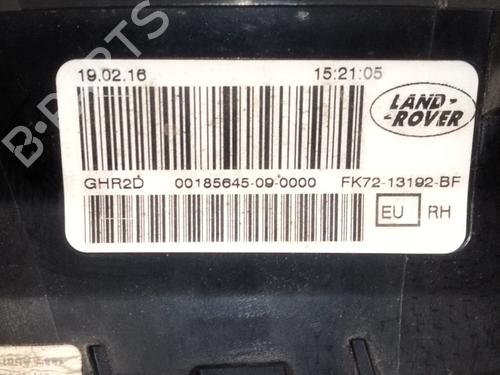 B-PARTS
19.02.16 15:21:05
LAND-
-ROVER
GHR2D 00185645-09-0000 FK72-13192-BF
EU RH